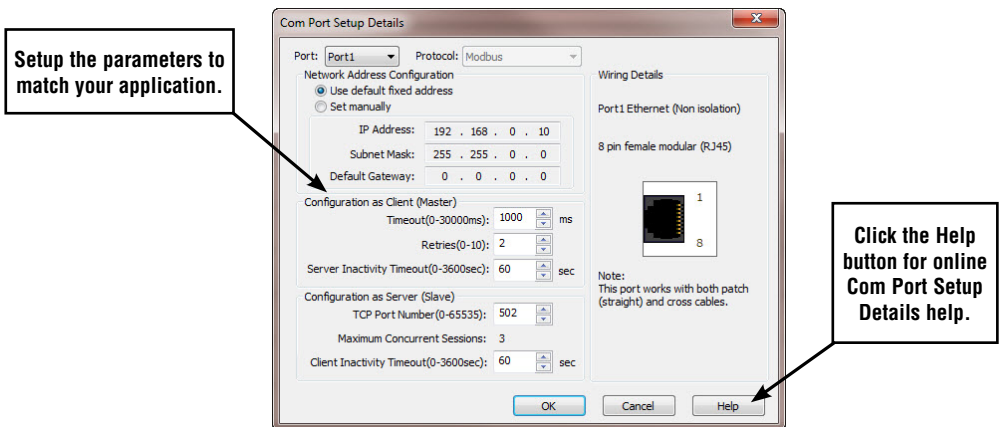 Com Port Setup Details
Setup the parameters to
match your application.
Port: Port1 Protocol: Modbus
Network Address Configuration
Use default fixed address
Set manually
IP Address: 192 . 168 . 0 . 10
Subnet Mask: 255 . 255 . 0 . 0
Default Gateway: 0 . 0 . 0 . 0
Configuration as Client (Master)
Timeout(0-30000ms): 1000 ms
Retries(0-10): 2
Server Inactivity Timeout(0-3600sec): 60 sec
Configuration as Server (Slave)
TCP Port Number(0-65535): 502
Maximum Concurrent Sessions: 3
Client Inactivity Timeout(0-3600sec): 60 sec
Wiring Details
Port1 Ethernet (Non isolation)
8 pin female modular (RJ45)
1
8
Note:
This port works with both patch
(straight) and cross cables.
OK Cancel Help
Click the Help
button for online
Com Port Setup
Details help.